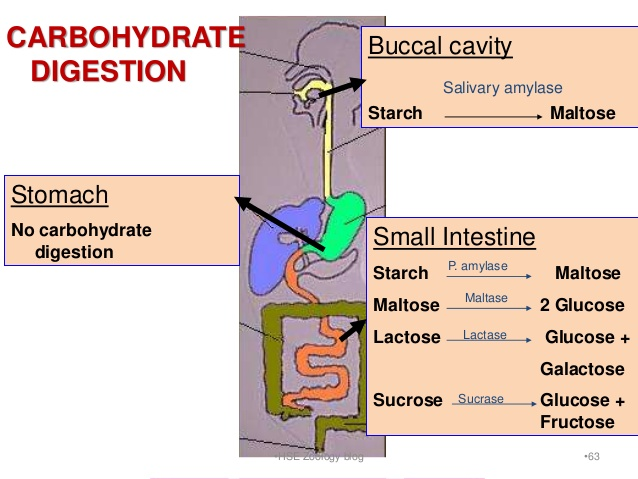 CARBOHYDRATE
DIGESTION
Buccal cavity
Salivary amylase
Starch Maltose
Stomach
No carbohydrate
digestion
Small Intestine
Starch P. amylase Maltose
Maltose Maltase 2 Glucose
Lactose Lactase Glucose +
Galactose
Sucrose Sucrase Glucose +
Fructose
•HSE Zoology blog
•63